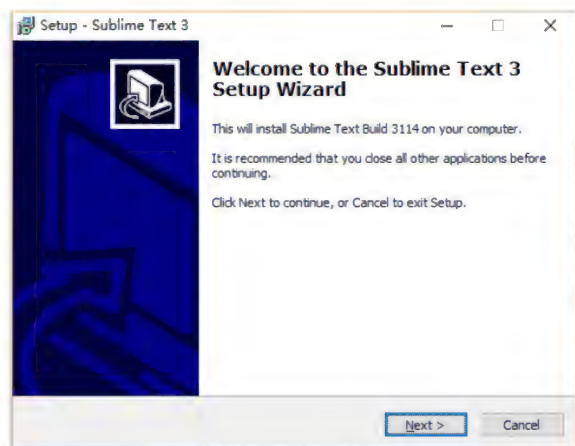 Setup - Sublime Text 3
Welcome to the Sublime Text 3
Setup Wizard
This will install Sublime Text Build 3114 on your computer.
It is recommended that you close all other applications before
continuing.
Click Next to continue, or Cancel to exit Setup.
Next >
Cancel